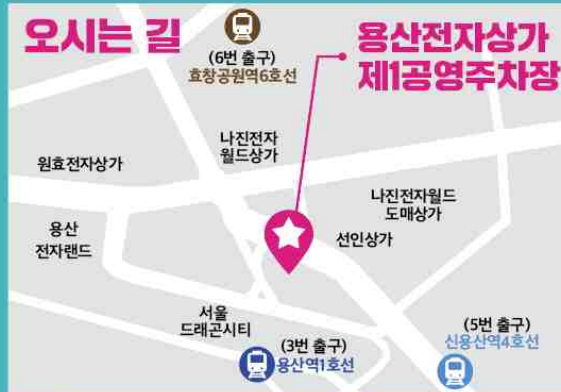 오시는 길
(6번 출구)
효창공원역6호선
용산전자상가
제1공영주차장
나진전자
월드상가
원효전자상가
나진전자월드
도매상가
용산
전자랜드
선인상가
서울
드래곤시티
(3번 출구)
용산역1호선
(5번 출구)
신용산역4호선